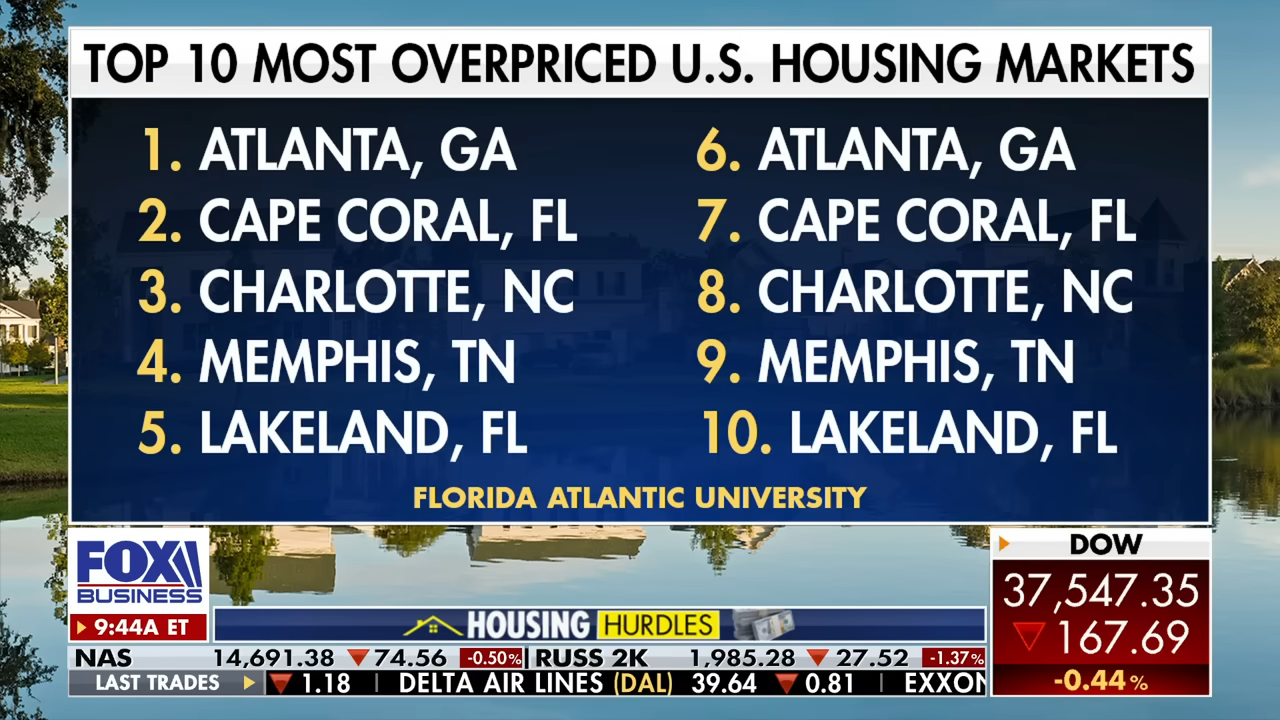 TOP 10 MOST OVERPRICED U.S. HOUSING MARKETS
1. ATLANTA, GA
2. CAPE CORAL, FL
3. CHARLOTTE, NC
4. MEMPHIS, TN
5. LAKELAND, FL
6. ATLANTA, GA
7. CAPE CORAL, FL
8. CHARLOTTE, NC
9. MEMPHIS, TN
10. LAKELAND, FL
FLORIDA ATLANTIC UNIVERSITY
FOX
BUSINESS
9:44A ET
HOUSING HURDLES
DOW
37,547.35
167.69
-0.44%
NAS 14,691.38 74.56 -0.50% RUSS 2K 1,985.28 27.52 -1.37%
LAST TRADES 1.18 DELTA AIR LINES (DAL) 39.64 0.81 EXXON